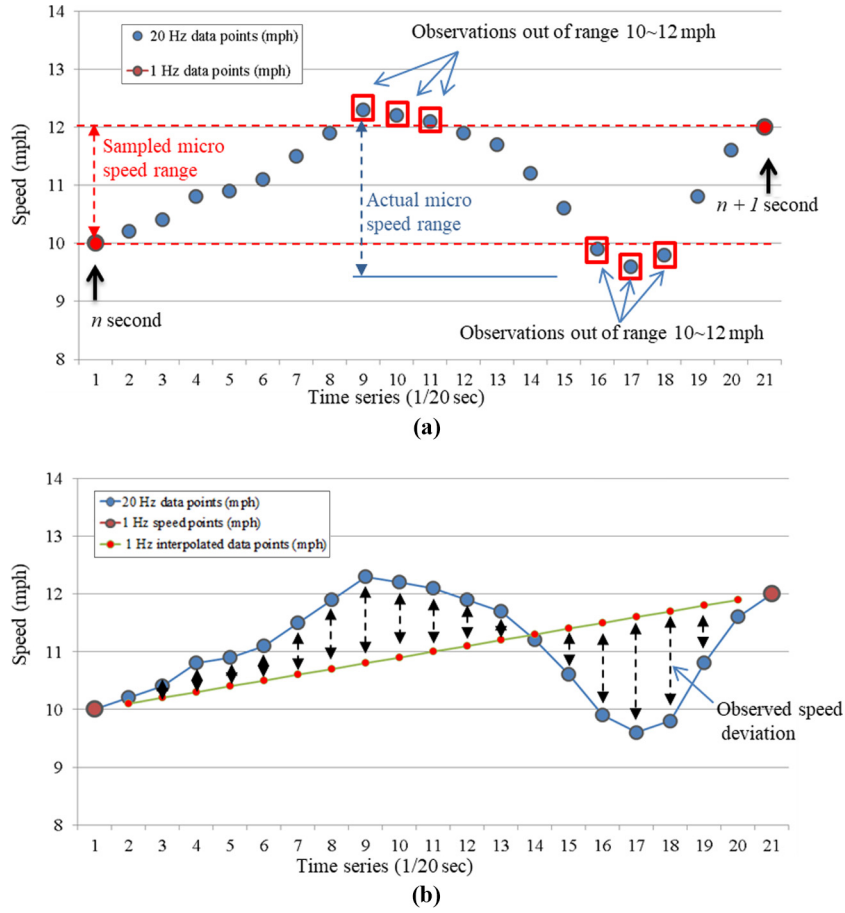 14
20 Hz data points (mph)
1 Hz data points (mph)
Observations out of range 10~12 mph
13
12
Sampled micro
speed range
Actual micro
speed range
n + 1 second
11
Speed (mph)
10
9
n second
Observations out of range 10~12 mph
8
1 2 3 4 5 6 7 8 9 10 11 12 13 14 15 16 17 18 19 20 21
Time series (1/20 sec)
(a)
14
20 Hz data points (mph)
1 Hz speed points (mph)
1 Hz interpolated data points (mph)
13
12
11
Speed (mph)
10
Observed speed
deviation
9
8
1 2 3 4 5 6 7 8 9 10 11 12 13 14 15 16 17 18 19 20 21
Time series (1/20 sec)
(b)